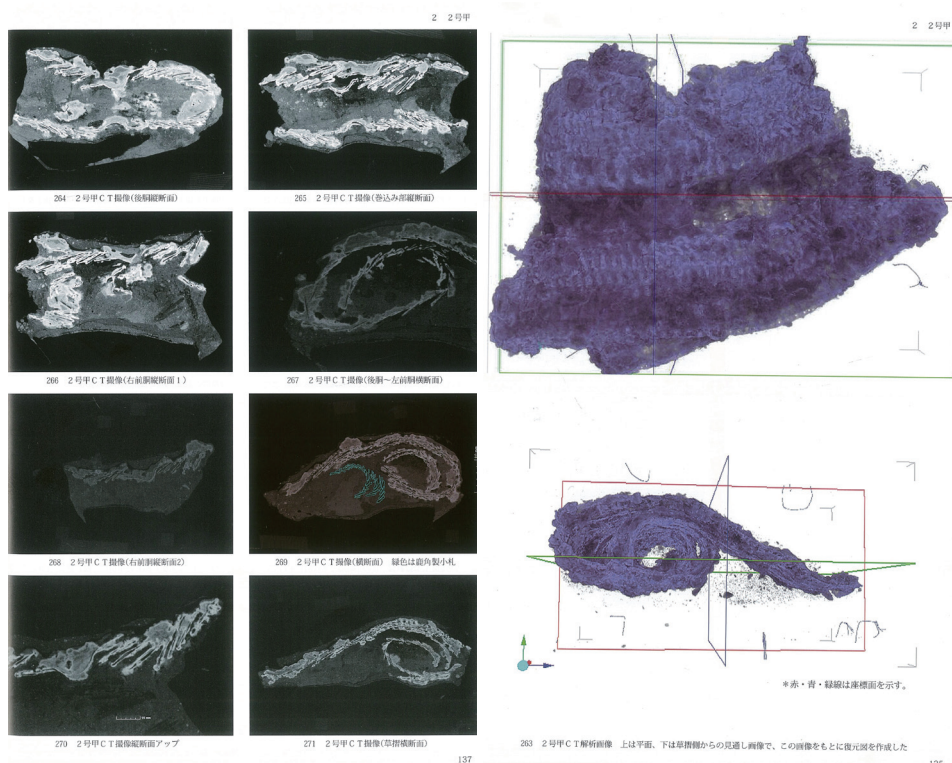 2 2号甲
264 2号甲CT撮像(後胴縦断面)
265 2号甲CT撮像(巻込み部縦断面)
266 2号甲CT撮像(右前胴縦断面1)
267 2号甲CT撮像(後胴〜左前胴横断面)
268 2号甲CT撮像(右前胴縦断面2)
269 2号甲CT撮像(横断面) 緑色は鹿角製小札
270 2号甲CT撮像縦断面アップ
271 2号甲CT撮像(草摺横断面)
137
2 2号甲
*赤・青・緑線は座標面を示す。
263 2号甲CT解析画像 上は平面、下は草摺側からの見通し画像で、この画像をもとに復元図を作成した